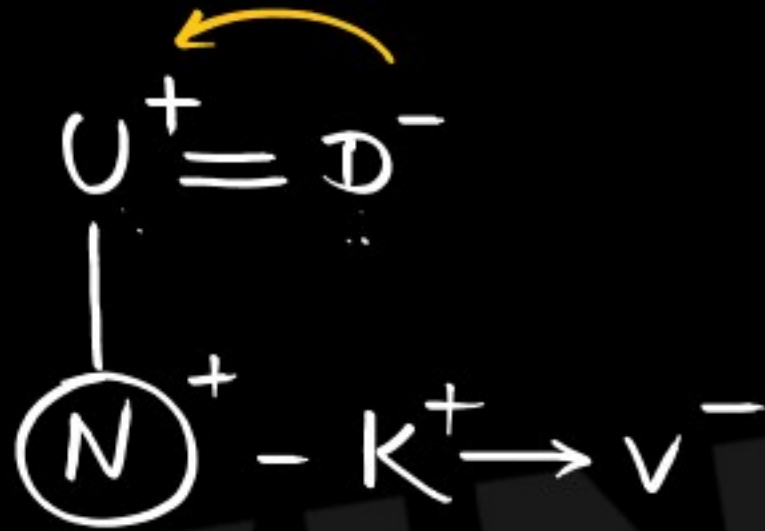 U⁺ = D⁻
N⁺ - K⁺ → V⁻